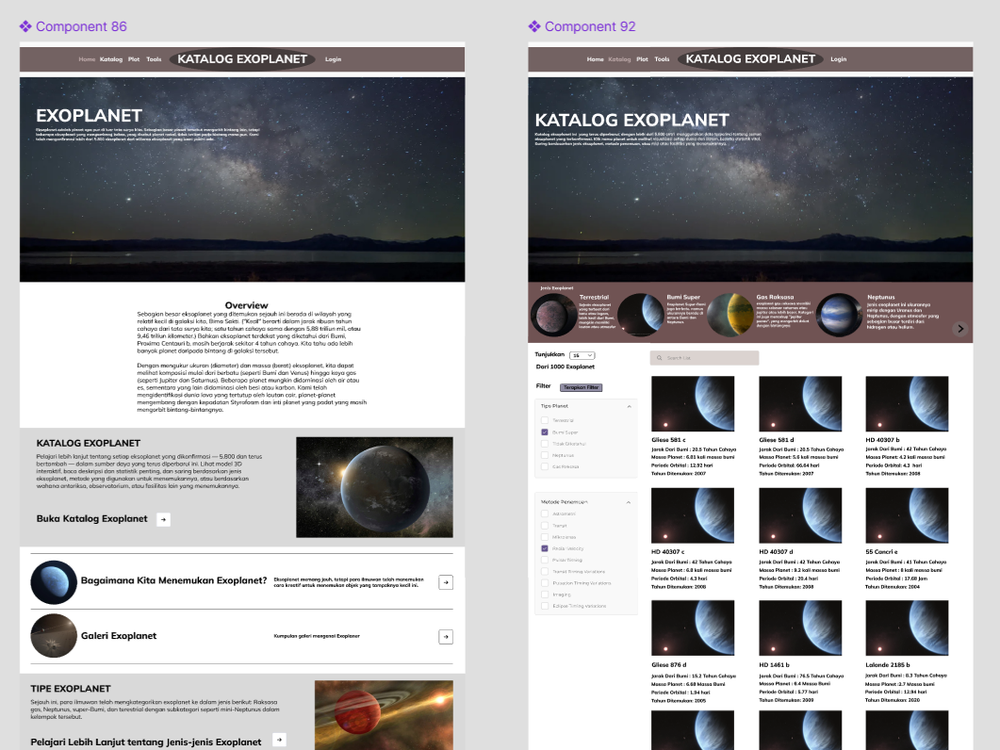 Component 86
Home Katalog Plot Tools KATALOG EXOPLANET Login
EXOPLANET
Overview
Sebagian besar eksoplanet yang ditemukan sejauh ini berada di wilayah yang
relatif kecil di galaksi kita, Bima Sakti. ("Kecil" berarti dalam jarak ribuan tahun
cahaya dari tata surya kita; satu tahun cahaya sama dengan 5,88 triliun mil, atau
9,46 triliun kilometer.) Bahkan eksoplanet terdekat yang diketahui dari Bumi,
Proxima Centauri b, masih berjarak sekitar 4 tahun cahaya. Kita tahu ada lebih
banyak planet daripada bintang di galaksi tersebut.
Dengan mengukur ukuran (diameter) dan massa (berat) eksoplanet, kita dapat
melihat komposisi mulai dari berbatu (seperti Bumi dan Venus) hingga kaya gas
(seperti Jupiter dan Saturnus). Beberapa planet mungkin didominasi oleh air atau
es, sementara yang lain didominasi oleh besi atau karbon. Kami telah
mengidentifikasi dunia lava yang tertutup oleh lautan cair, planet-planet
mengembang dengan kepadatan Styrofoam dan inti planet yang padat yang masih
mengorbit bintang-bintangnya.
KATALOG EXOPLANET
Pelajari lebih lanjut tentang setiap eksoplanet yang dikonfirmasi — 5.800 dan terus
bertambah — dalam sumber daya yang terus diperbarui ini. Lihat model 3D
interaktif, baca deskripsi dan statistik penting, dan saring berdasarkan jenis
eksoplanet, metode yang digunakan untuk menemukannya, atau berdasarkan
wahana antariksa, observatorium, atau fasilitas lain yang menemukannya.
Buka Katalog Exoplanet
Bagaimana Kita Menemukan Exoplanet?
Eksoplanet memang jauh, tetapi para ilmuwan telah menemukan
cara kreatif untuk menemukan objek yang tampaknya kecil ini.
Galeri Exoplanet
Kumpulan galeri mengenai Exoplanet
TIPE EXOPLANET
Sejauh ini, para ilmuwan telah mengkategorikan exoplanet ke dalam jenis berikut: Raksasa
gas, Neptunus, super-Bumi, dan terestrial dengan subkategori seperti mini-Neptunus dalam
kelompok tersebut.
Pelajari Lebih Lanjut tentang Jenis-jenis Exoplanet
Component 92
Home Katalog Plot Tools KATALOG EXOPLANET Login
KATALOG EXOPLANET
Jenis Exoplanet
Terrestrial
Bumi Super
Gas Raksasa
Neptunus
Jenis exoplanet ini ukurannya
mirip dengan Uranus dan
Neptunus, dengan atmosfer yang
sebagian besar terdiri dari
hidrogen atau helium.
Tunjukkan 15
Dari 1000 Exoplanet
Filter Terapkan Filter
Tipe Planet
Terrestrial
Bumi Super
Tidak Diketahui
Neptunus
Gas Raksasa
Metode Penemuan
Astrometri
Transit
Mikrolensa
Radial Velocity
Pulsar Timing
Transit Timing Variations
Pulsation Timing Variations
Imaging
Eclipse Timing Variations
Gliese 581 c
Jarak Dari Bumi : 20.5 Tahun Cahaya
Massa Planet : 6.81 kali massa bumi
Periode Orbital : 12.92 hari
Tahun Ditemukan: 2007
Gliese 581 d
Jarak Dari Bumi : 20.5 Tahun Cahaya
Massa Planet: 5.6 kali massa bumi
Periode Orbital : 66.64 hari
Tahun Ditemukan: 2007
HD 40307 b
Jarak Dari Bumi : 42 Tahun Cahaya
Massa Planet: 4.2 kali massa bumi
Periode Orbital : 4.3 hari
Tahun Ditemukan: 2008
HD 40307 c
Jarak Dari Bumi : 42 Tahun Cahaya
Massa Planet : 6.8 kali massa bumi
Periode Orbital : 4.3 hari
Tahun Ditemukan: 2008
HD 40307 d
Jarak Dari Bumi : 42 Tahun Cahaya
Massa Planet : 9.2 kali massa bumi
Periode Orbital : 20.4 hari
Tahun Ditemukan: 2008
55 Cancri e
Jarak Dari Bumi : 41 Tahun Cahaya
Massa Planet : 8 kali massa bumi
Periode Orbital : 17.68 jam
Tahun Ditemukan: 2004
Gliese 876 d
Jarak Dari Bumi : 15.2 Tahun Cahaya
Massa Planet : 6.68 Massa Bumi
Periode Orbital : 1.94 hari
Tahun Ditemukan: 2005
HD 1461 b
Jarak Dari Bumi : 76.5 Tahun Cahaya
Massa Planet : 6.4 Massa Bumi
Periode Orbital : 5.77 hari
Tahun Ditemukan: 2009
Lalande 2185 b
Jarak Dari Bumi : 8.3 Tahun Cahaya
Massa Planet :2.7 Massa bumi
Periode Orbital : 12.94 hari
Tahun Ditemukan: 2020